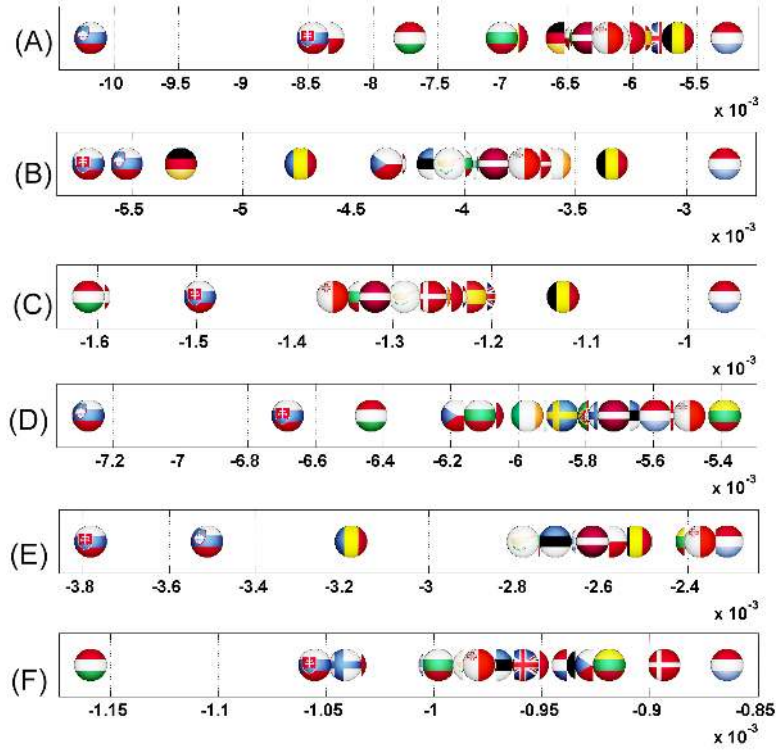 (A)
-10 -9.5 -9 -8.5 -8 -7.5 -7 -6.5 -6 -5.5
x 10⁻³
(B)
-6.5 -5 -4.5 -4 -3.5 -3
x 10⁻³
(C)
-1.6 -1.5 -1.4 -1.3 -1.2 -1.1 -1
x 10⁻³
(D)
-7.2 -7 -6.8 -6.6 -6.4 -6.2 -6 -5.8 -5.6 -5.4
x 10⁻³
(E)
-3.8 -3.6 -3.4 -3.2 -3 -2.8 -2.6 -2.4
x 10⁻³
(F)
-1.15 -1.1 -1.05 -1 -0.95 -0.9 -0.85
x 10⁻³